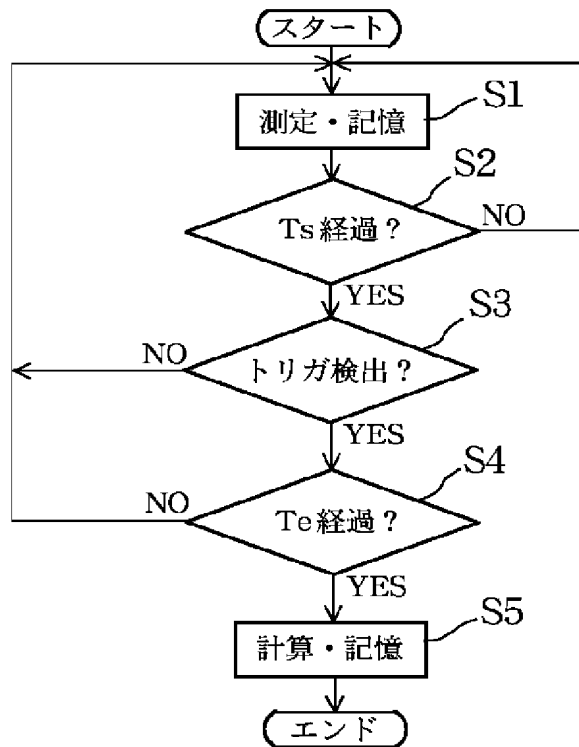 スタート
測定・記憶
S1
S2
Ts経過？
NO
YES
S3
NO
トリガ検出？
YES
S4
NO
Te経過？
YES
S5
計算・記憶
エンド